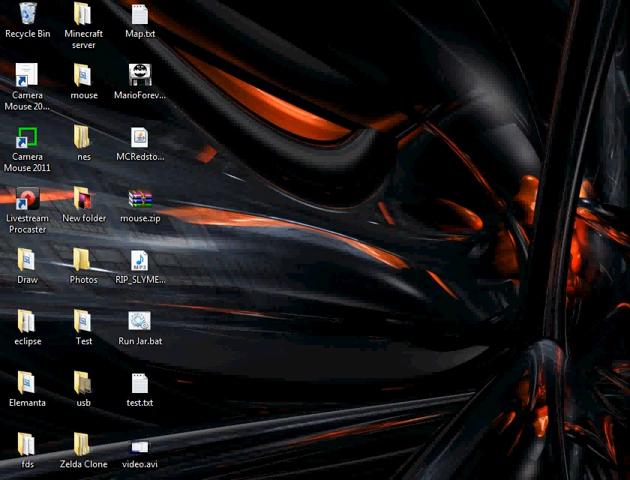 Recycle Bin
Minecraft
server
Map.txt
Camera
Mouse 20...
mouse
MarioForev...
Camera
Mouse 2011
nes
MCRedsto...
Livestream
Procaster
New folder
mouse.zip
Draw
Photos
MP3
RIP_SLYME...
eclipse
Test
Run Jar.bat
Elemanta
usb
test.txt
fds
Zelda Clone
video.avi